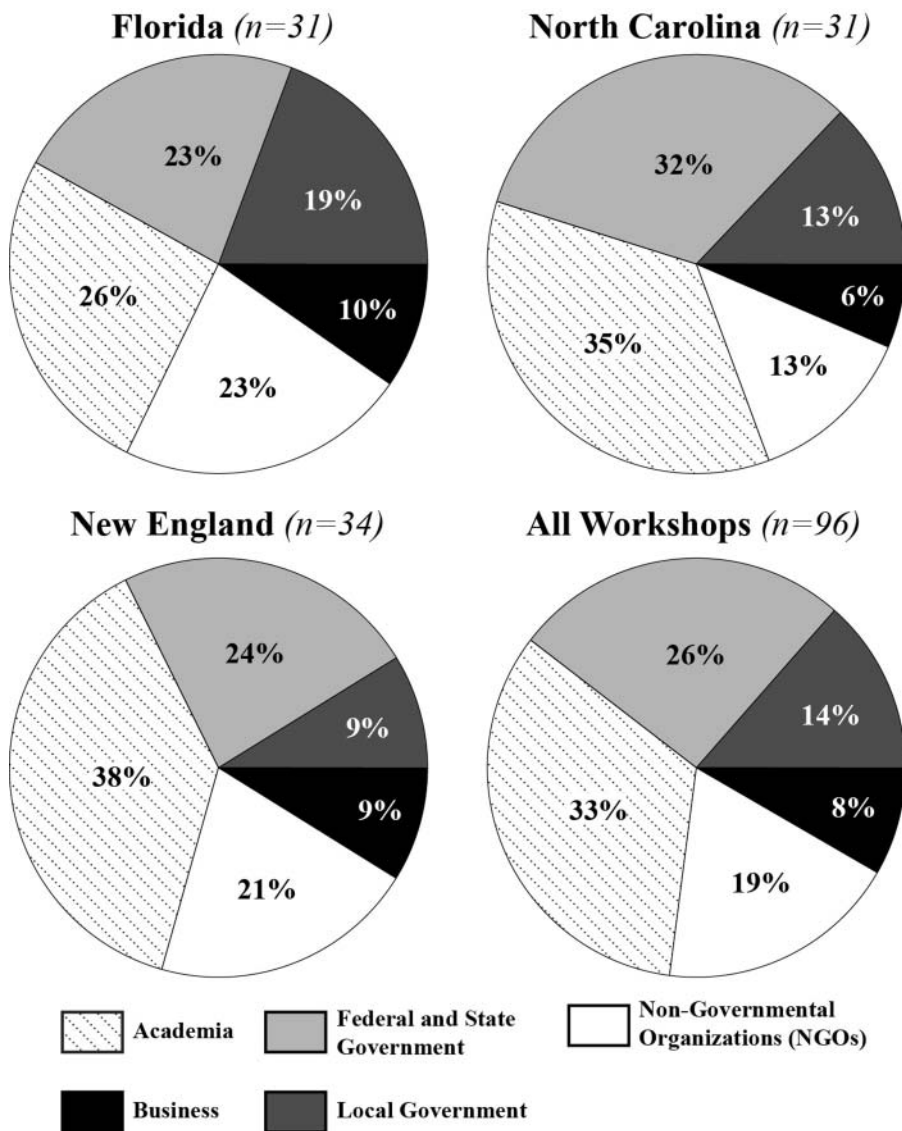 Florida (n=31)
North Carolina (n=31)
23%
19%
26%
10%
23%
32%
13%
35%
6%
13%
New England (n=34)
All Workshops (n=96)
24%
9%
38%
9%
21%
26%
14%
33%
8%
19%
Academia
Federal and State
Government
Non-Governmental
Organizations (NGOs)
Business
Local Government